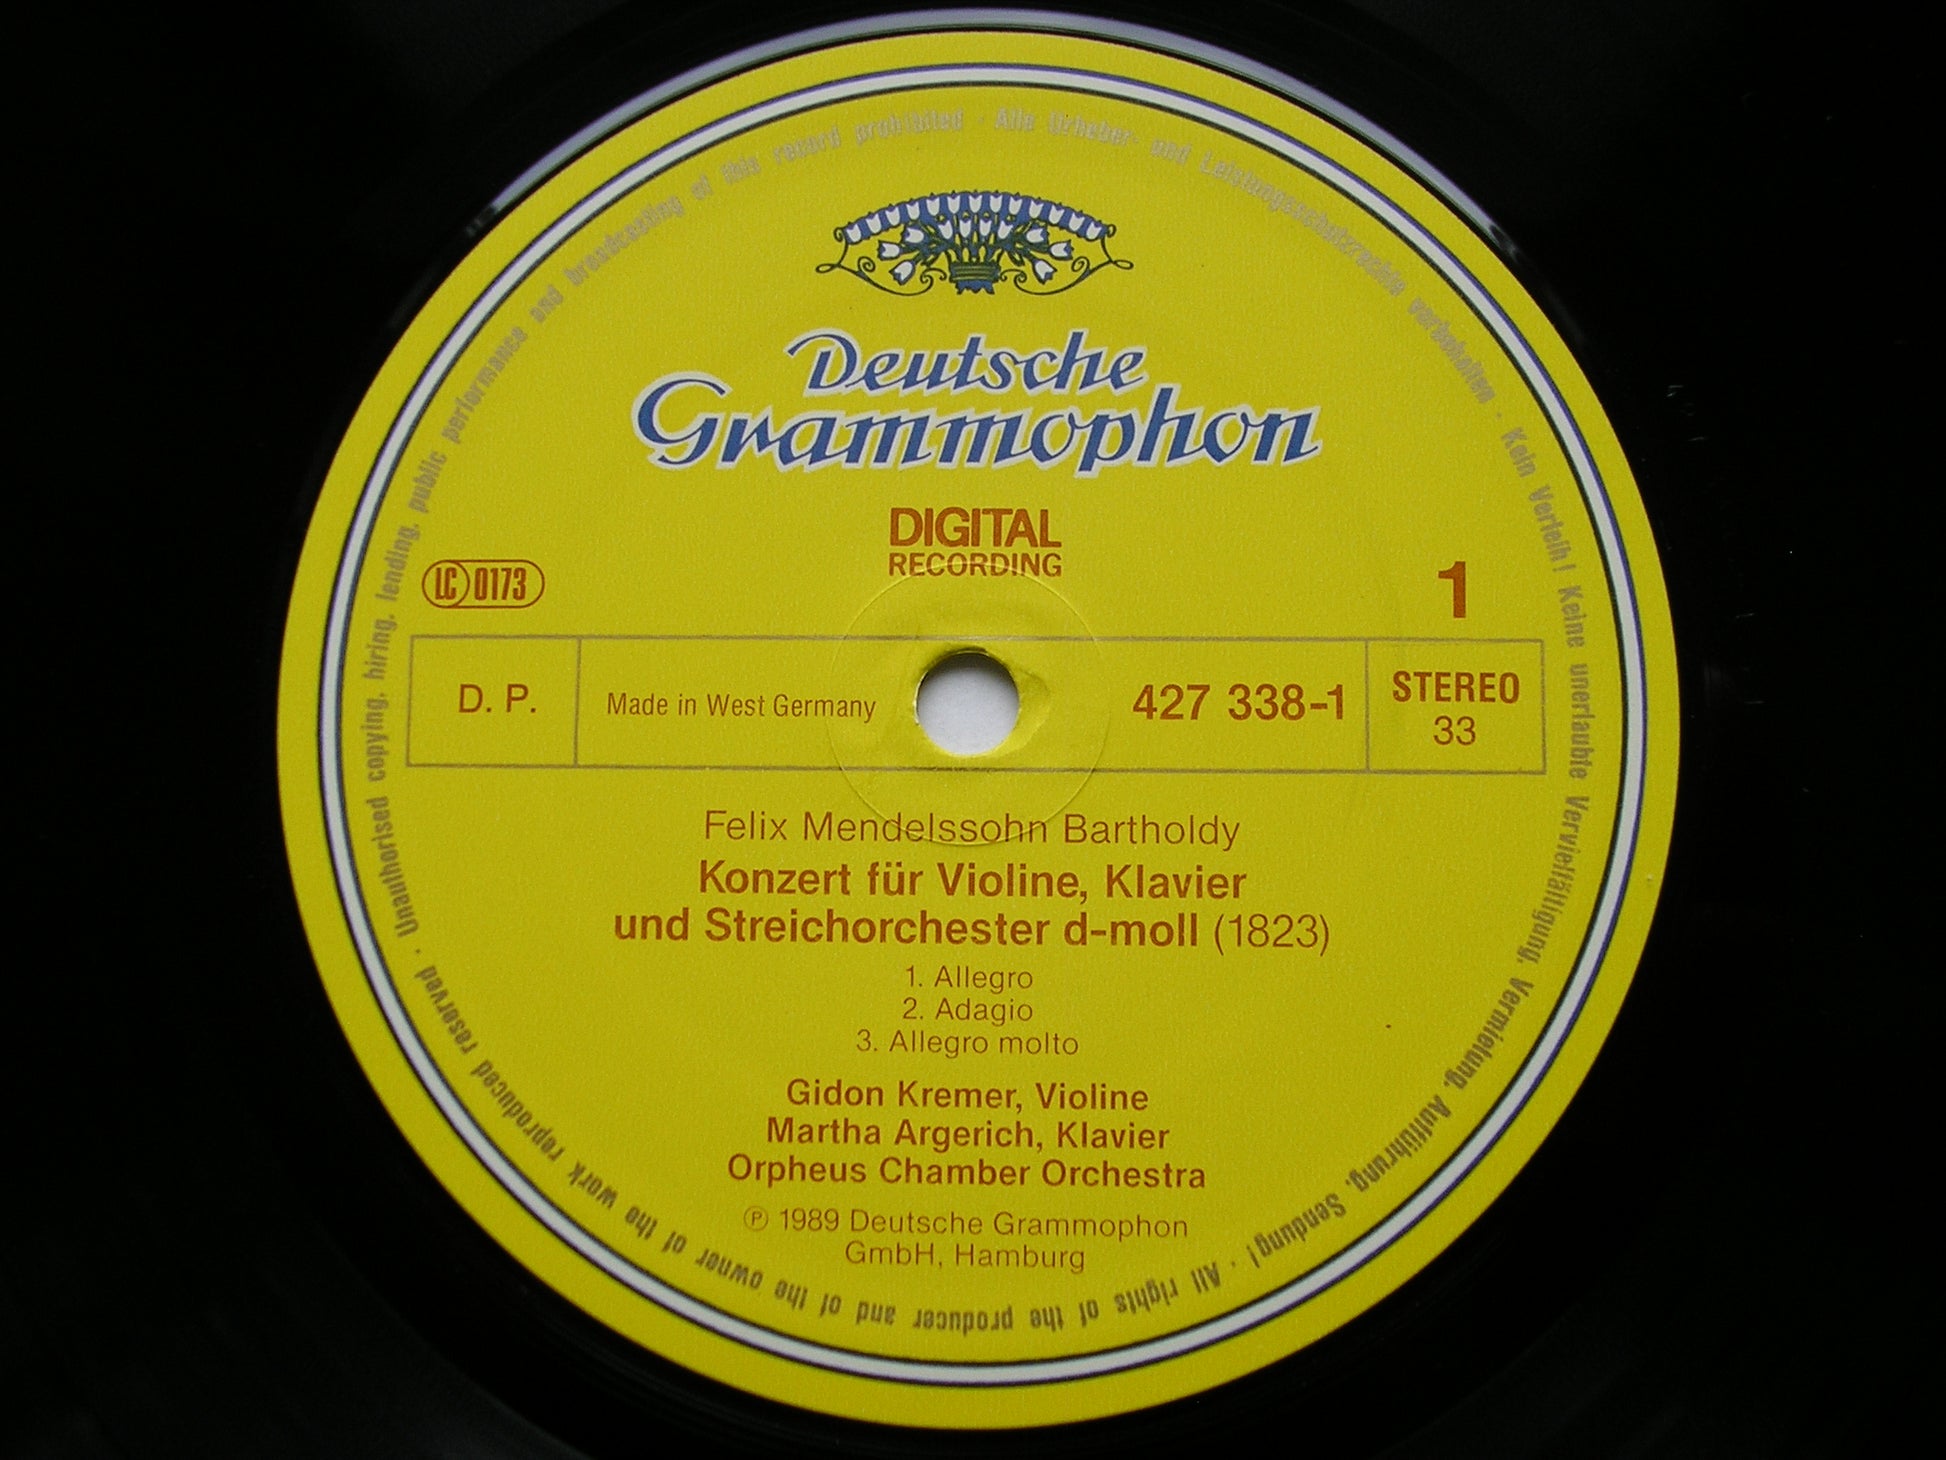 Deutsche
Grammophon
DIGITAL
RECORDING
LC 0173
1
D. P.
Made in West Germany
427 338-1
STEREO
33
Felix Mendelssohn Bartholdy
Konzert für Violine, Klavier
und Streichorchester d-moll (1823)
1. Allegro
2. Adagio
3. Allegro molto
Gidon Kremer, Violine
Martha Argerich, Klavier
Orpheus Chamber Orchestra
℗ 1989 Deutsche Grammophon
GmbH, Hamburg
Alle Urheber- und Leistungsschutzrechte vorbehalten · Kein Verleih! Keine unerlaubte Vervielfältigung, Vermietung, Aufführung, Sendung! · All rights of the producer and of the owner of the work reproduced reserved · Unauthorised copying, hiring, lending, public performance and broadcasting of this record prohibited ·